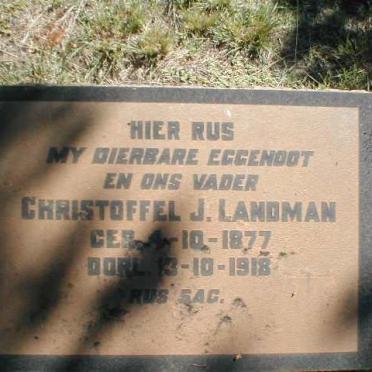 HIER RUS
MY DIERBARE EGGENOOT
EN ONS VADER
CHRISTOFFEL J. LANDMAN
GEB. 4-10-1877
OORL. 13-10-1918
RUS SAG.